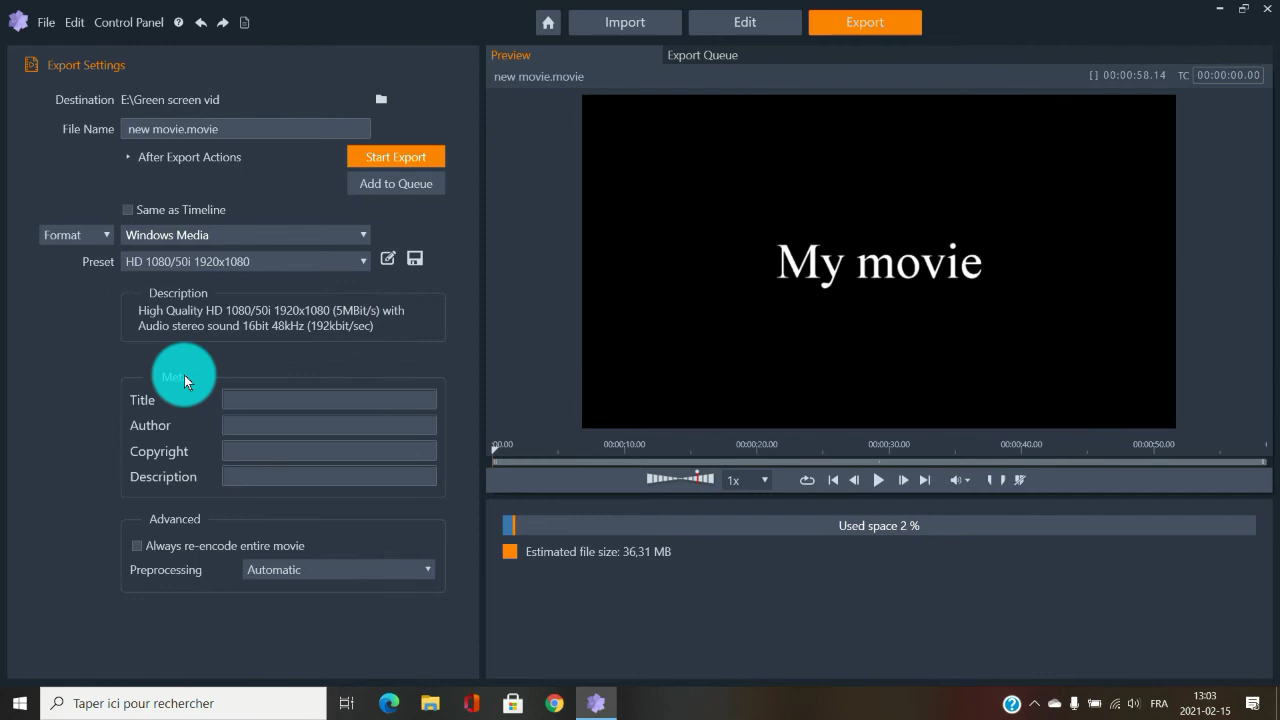 File Edit Control Panel
Import Edit Export
Export Settings
Destination E:\Green screen vid
File Name new movie.movie
After Export Actions Start Export
Add to Queue
Same as Timeline
Format Windows Media
Preset HD 1080/50i 1920x1080
Description
High Quality HD 1080/50i 1920x1080 (5MBit/s) with
Audio stereo sound 16bit 48kHz (192kbit/sec)
Title
Author
Copyright
Description
Advanced
Always re-encode entire movie
Preprocessing Automatic
Preview Export Queue
new movie.movie [] 00:00:58.14 TC 00:00:00.00
My movie
:00.00 00:00:10.00 00:00:20.00 00:00:30.00 00:00:40.00 00:00:50.00
1x
Used space 2 %
Estimated file size: 36,31 MB
Taper ici pour rechercher
FRA
13:03
2021-02-15